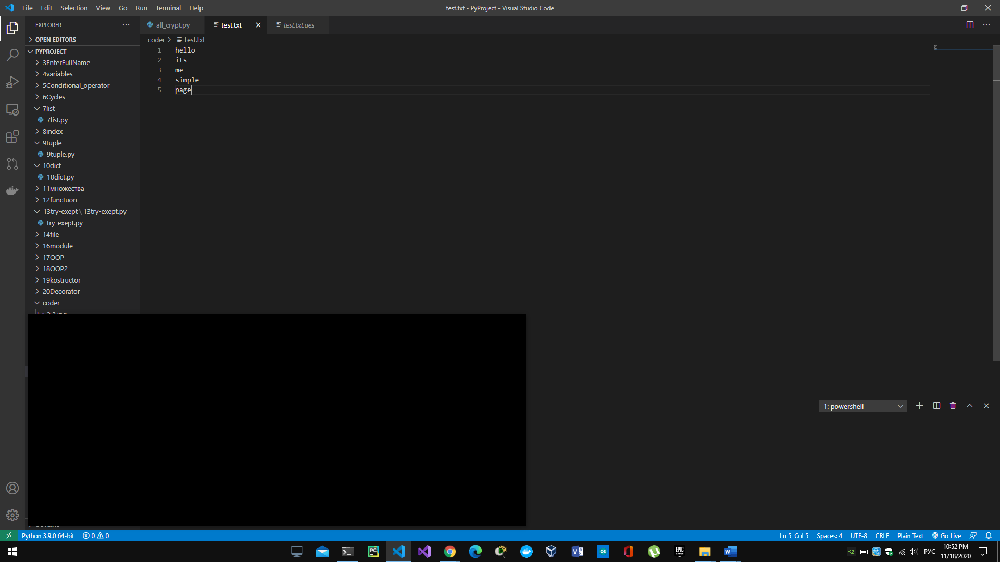 File Edit Selection View Go Run Terminal Help
test.txt - PyProject - Visual Studio Code
EXPLORER
OPEN EDITORS
PYPROJECT
3EnterFullName
4variables
5Conditional_operator
6Cycles
7list
7list.py
8index
9tuple
9tuple.py
10dict
10dict.py
11множества
12functuon
13try-exept \ 13try-exept.py
try-exept.py
14file
16module
17OOP
18OOP2
19kostructor
20Decorator
coder
all_crypt.py
test.txt
test.txt.aes
coder > test.txt
1 hello
2 its
3 me
4 simple
5 page
1: powershell
Python 3.9.0 64-bit 0 0
Ln 5, Col 5 Spaces: 4 UTF-8 CRLF Plain Text Go Live
РУС
10:52 PM
11/18/2020